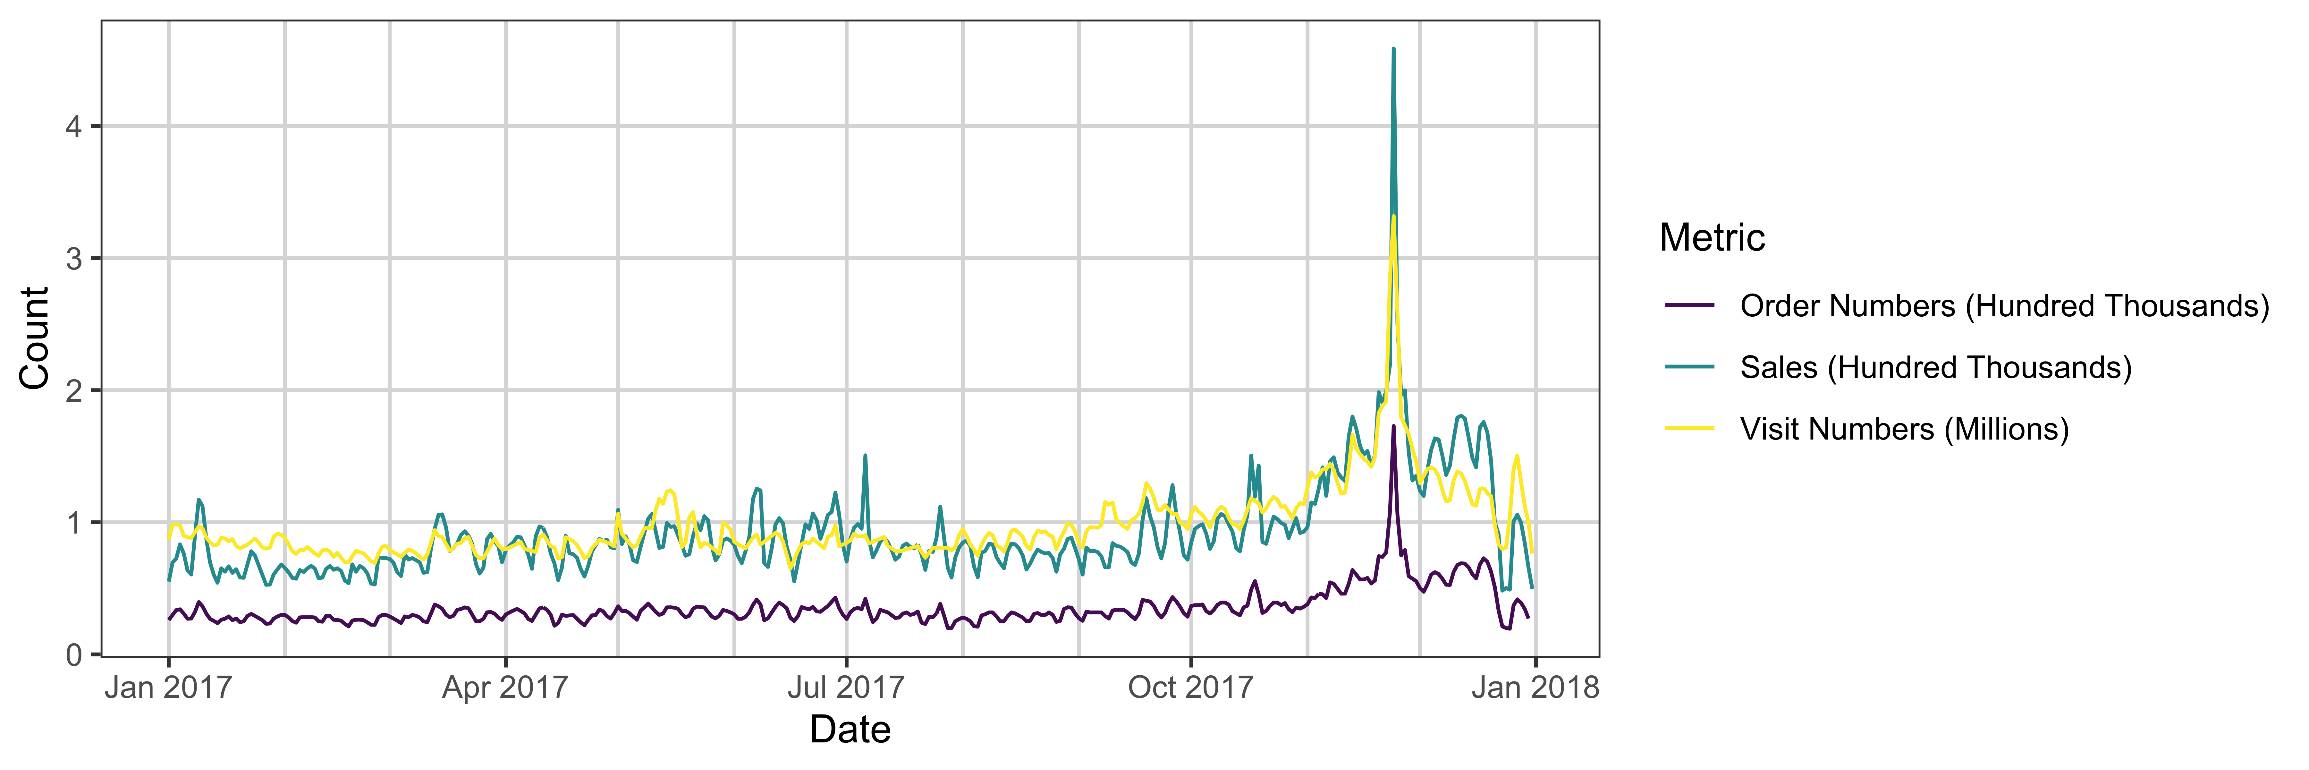 Count
4
3
2
1
0
Jan 2017
Apr 2017
Jul 2017
Oct 2017
Jan 2018
Date
Metric
Order Numbers (Hundred Thousands)
Sales (Hundred Thousands)
Visit Numbers (Millions)